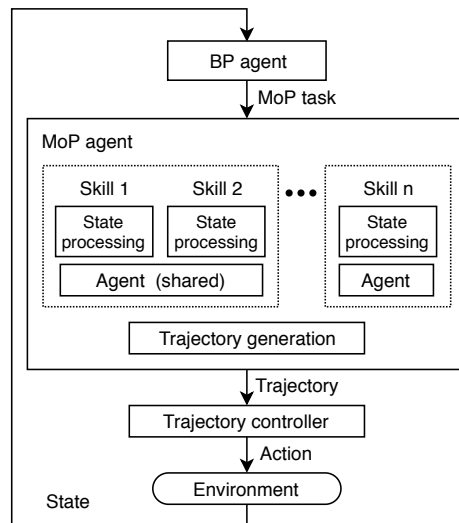 BP agent
MoP task
MoP agent
Skill 1 Skill 2 Skill n
State processing State processing State processing
Agent (shared) Agent
Trajectory generation
Trajectory
Trajectory controller
Action
Environment
State